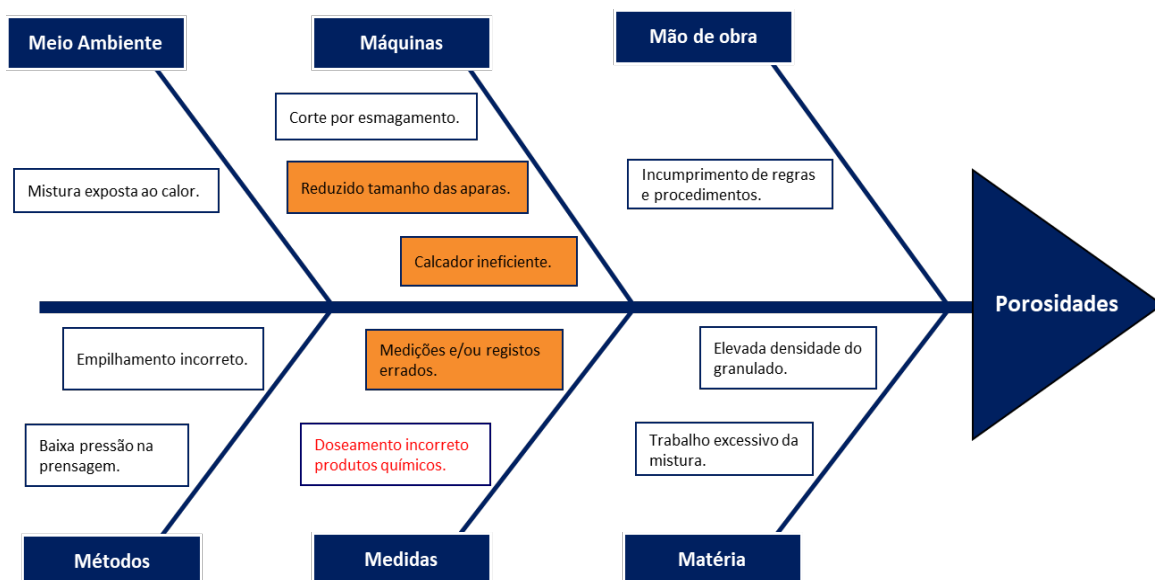 Meio Ambiente
Máquinas
Mão de obra
Corte por esmagamento.
Mistura exposta ao calor.
Reduzido tamanho das aparas.
Incumprimento de regras
e procedimentos.
Calcador ineficiente.
Porosidades
Empilhamento incorreto.
Medições e/ou registos
errados.
Elevada densidade do
granulado.
Baixa pressão na
prensagem.
Doseamento incorreto
produtos químicos.
Trabalho excessivo da
mistura.
Métodos
Medidas
Matéria